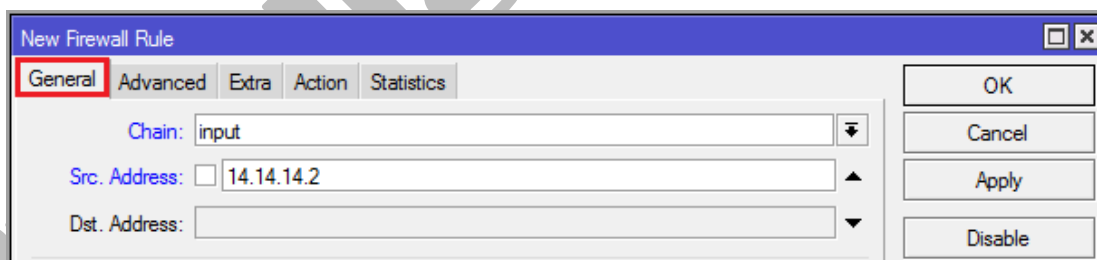 New Firewall Rule
General Advanced Extra Action Statistics
OK
Chain: input
Cancel
Src. Address: 14.14.14.2
Apply
Dst. Address:
Disable